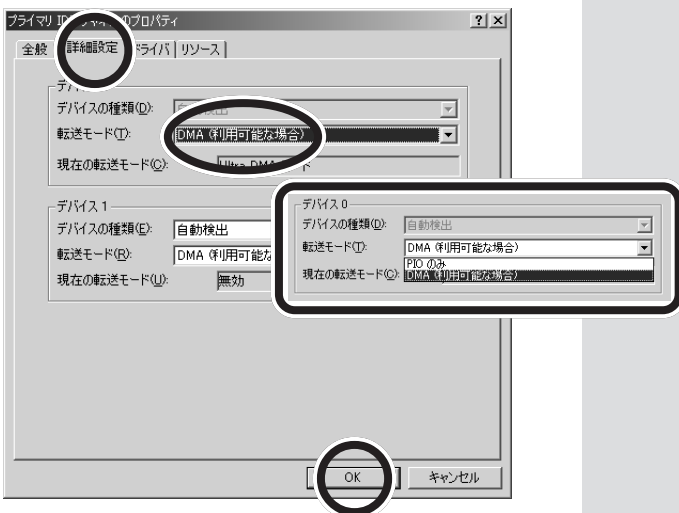 プライマリ のプロパティ
全般 詳細設定 ドライバ リソース
デバイスの種類(D): 自動検出
転送モード(T): DMA (利用可能な場合)
現在の転送モード(C): Ultra DMA
デバイス 1
デバイスの種類(E): 自動検出
転送モード(R): DMA (利用可能な
現在の転送モード(U): 無効
デバイス 0
デバイスの種類(D): 自動検出
転送モード(T): DMA (利用可能な場合)
PIO のみ
現在の転送モード(C): DMA (利用可能な場合)
OK キャンセル